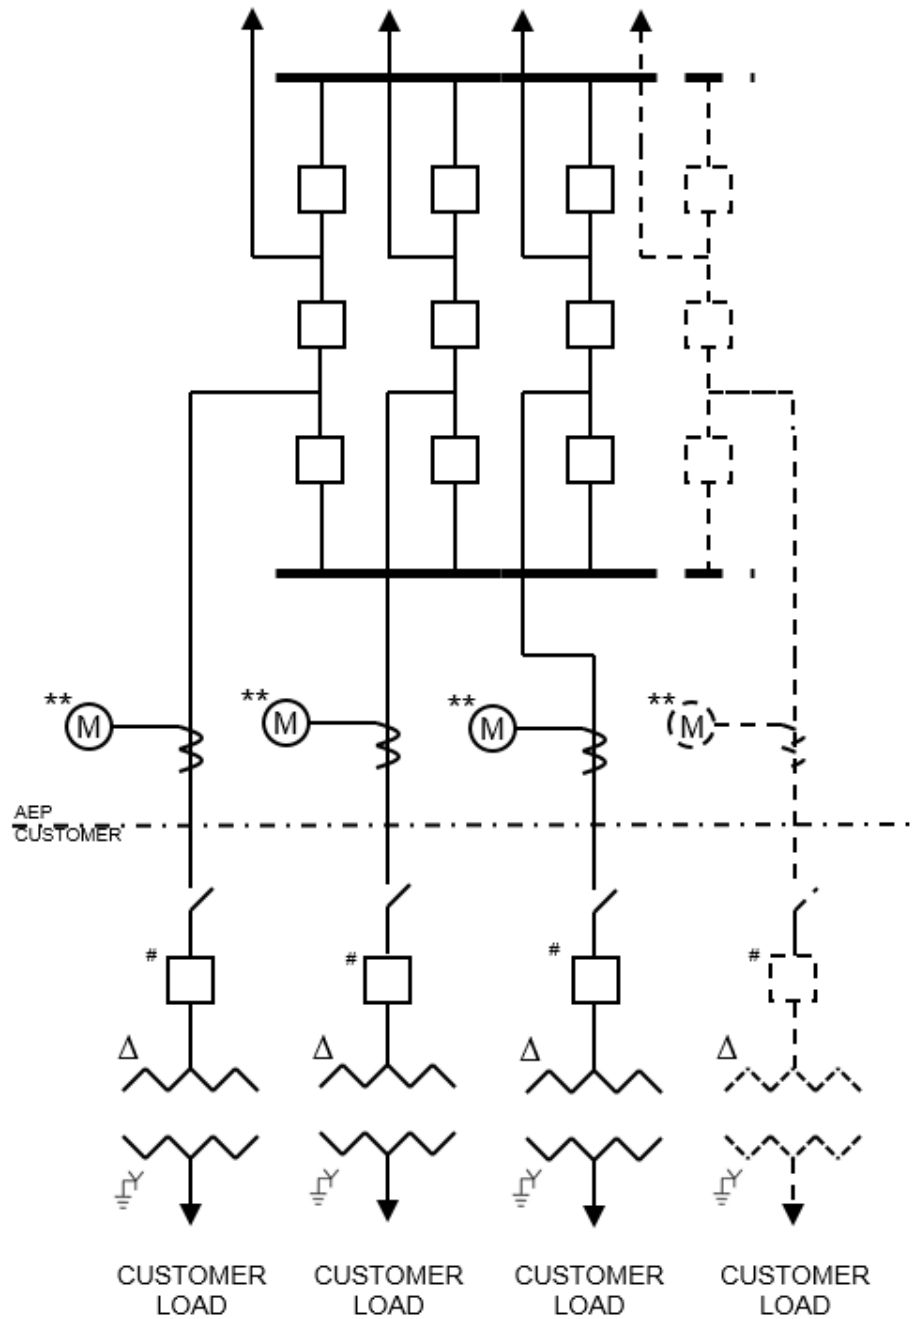 ** ** ** **
M M M M
AEP
CUSTOMER
# # # #
Δ Δ Δ Δ
Y Y Y Y
CUSTOMER CUSTOMER CUSTOMER CUSTOMER
LOAD LOAD LOAD LOAD